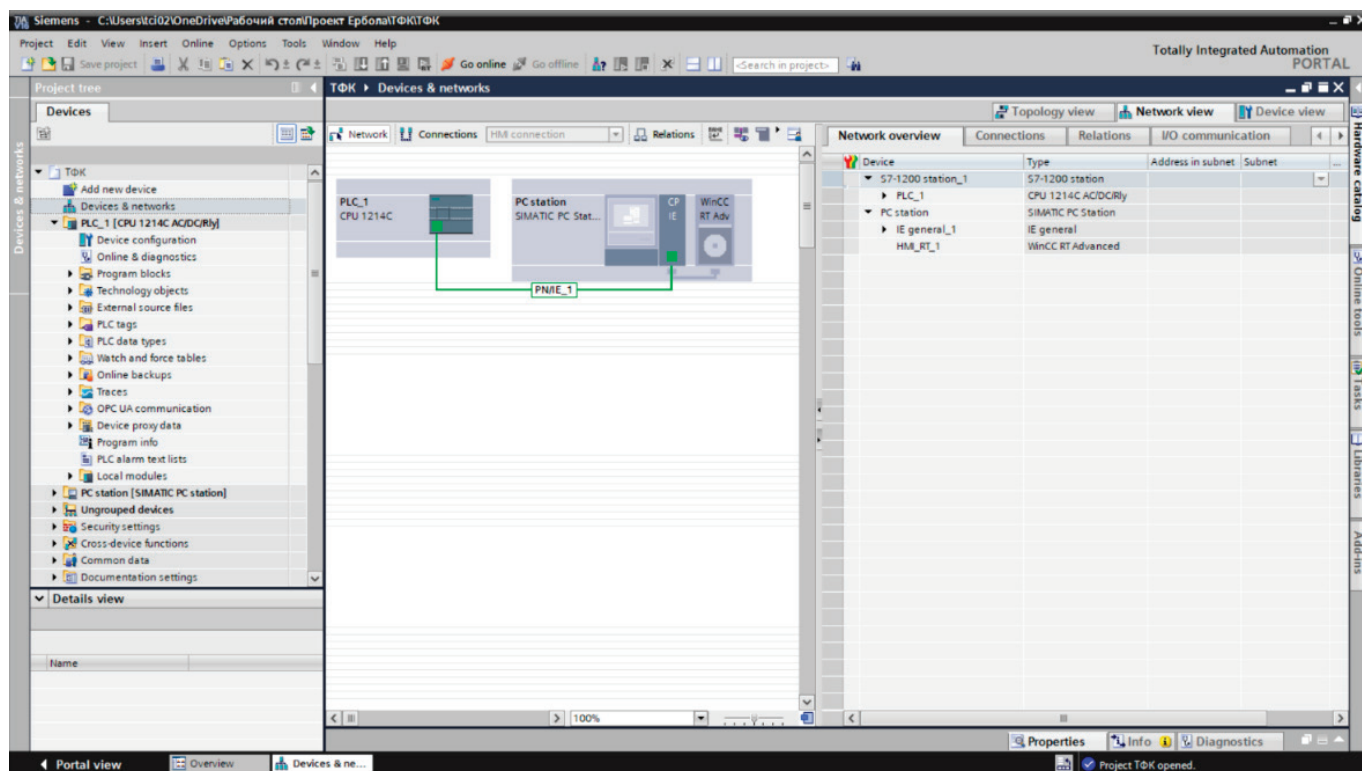 Siemens - C:\Users\tci02\OneDrive\Рабочий стол\Проект Ербола\ТФК\ТФК
Project Edit View Insert Online Options Tools Window Help
Totally Integrated Automation
PORTAL
Save project
Go online
Go offline
<Search in project>
Project tree
ТФК
Devices & networks
Devices
Topology view
Network view
Device view
Network
Connections
HMI connection
Relations
Network overview
Connections
Relations
I/O communication
Devices & networks
ТФК
Add new device
Devices & networks
PLC_1 [CPU 1214C AC/DC/Rly]
Device configuration
Online & diagnostics
Program blocks
Technology objects
External source files
PLC tags
PLC data types
Watch and force tables
Online backups
Traces
OPC UA communication
Device proxy data
Program info
PLC alarm text lists
Local modules
PC station [SIMATIC PC station]
Ungrouped devices
Security settings
Cross-device functions
Common data
Documentation settings
Details view
Name
PLC_1
CPU 1214C
PC station
SIMATIC PC Stat...
CP
IE
WinCC
RT Adv
PN/IE_1
100%
Device Type Address in subnet Subnet ...
S7-1200 station_1 S7-1200 station
PLC_1 CPU 1214C AC/DC/Rly
PC station SIMATIC PC Station
IE general_1 IE general
HMI_RT_1 WinCC RT Advanced
Hardware catalog
Online tools
Tasks
Libraries
Add-ins
Properties
Info
Diagnostics
Portal view
Overview
Devices & ne...
Project ТФК opened.